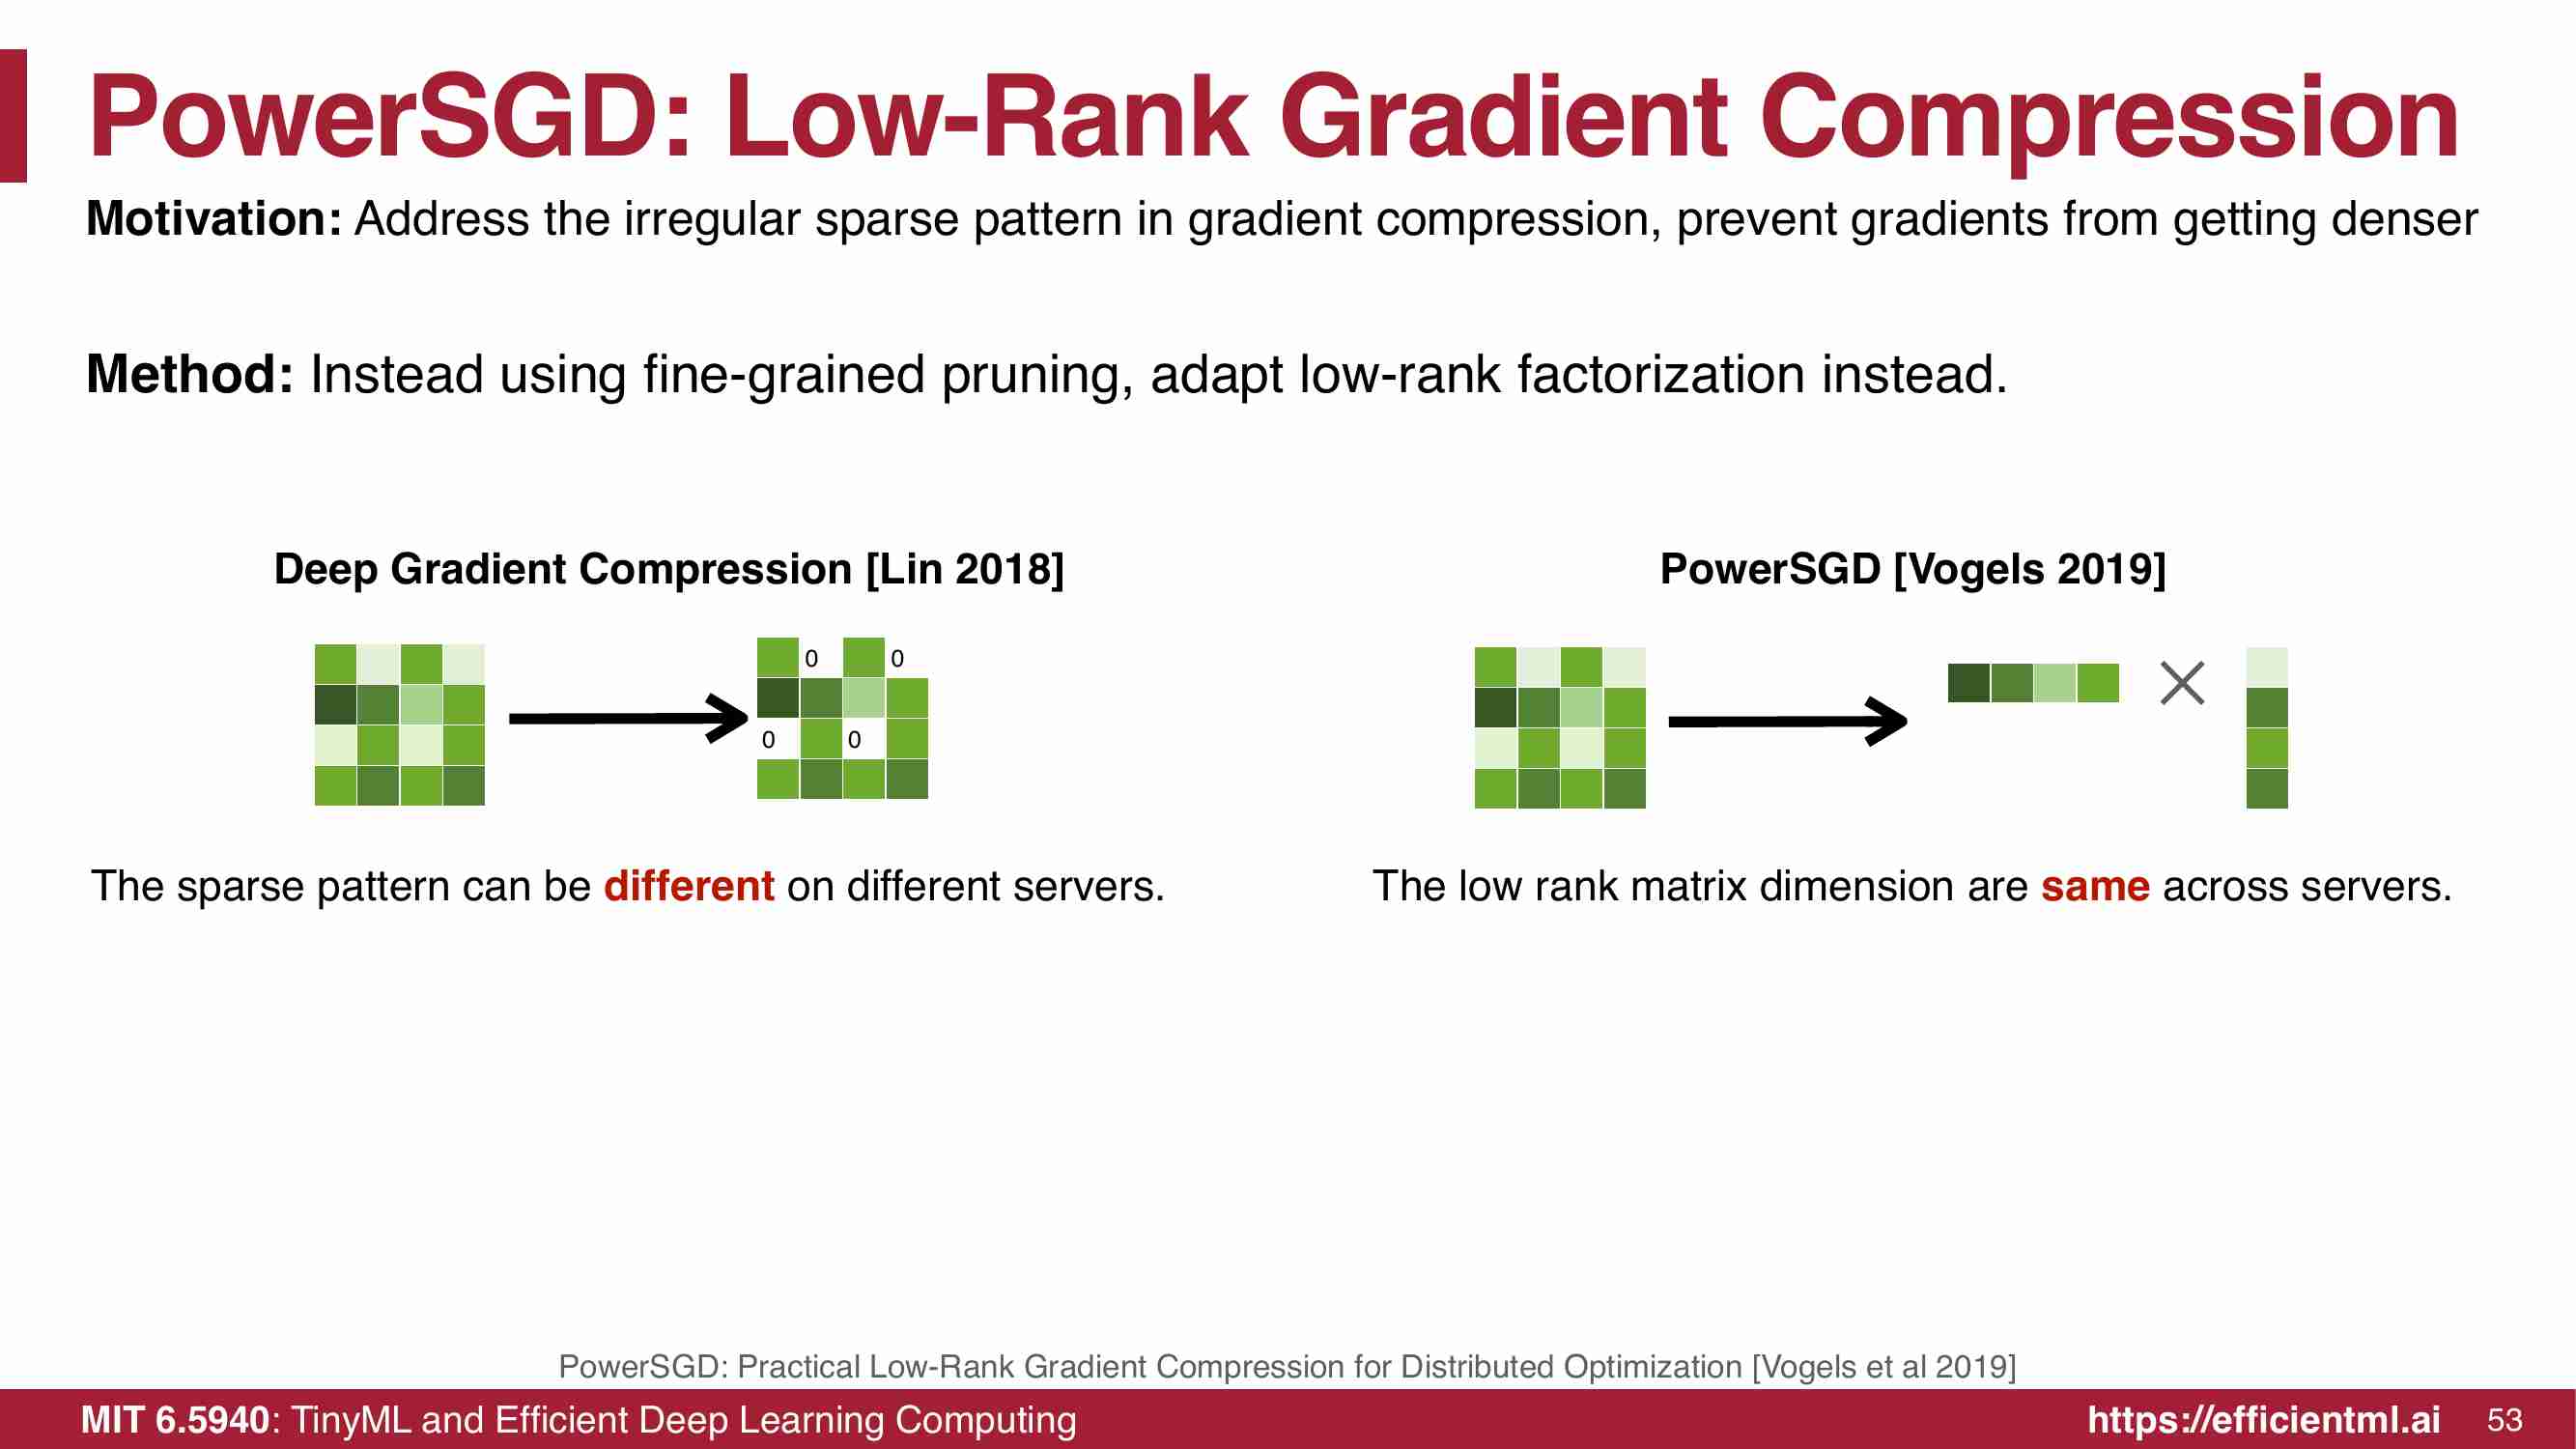 PowerSGD: Low-Rank Gradient Compression
Motivation: Address the irregular sparse pattern in gradient compression, prevent gradients from getting denser
Method: Instead using fine-grained pruning, adapt low-rank factorization instead.
Deep Gradient Compression [Lin 2018]
0 0
0 0
The sparse pattern can be different on different servers.
PowerSGD [Vogels 2019]
×
The low rank matrix dimension are same across servers.
PowerSGD: Practical Low-Rank Gradient Compression for Distributed Optimization [Vogels et al 2019]
MIT 6.5940: TinyML and Efficient Deep Learning Computing
https://efficientml.ai 53